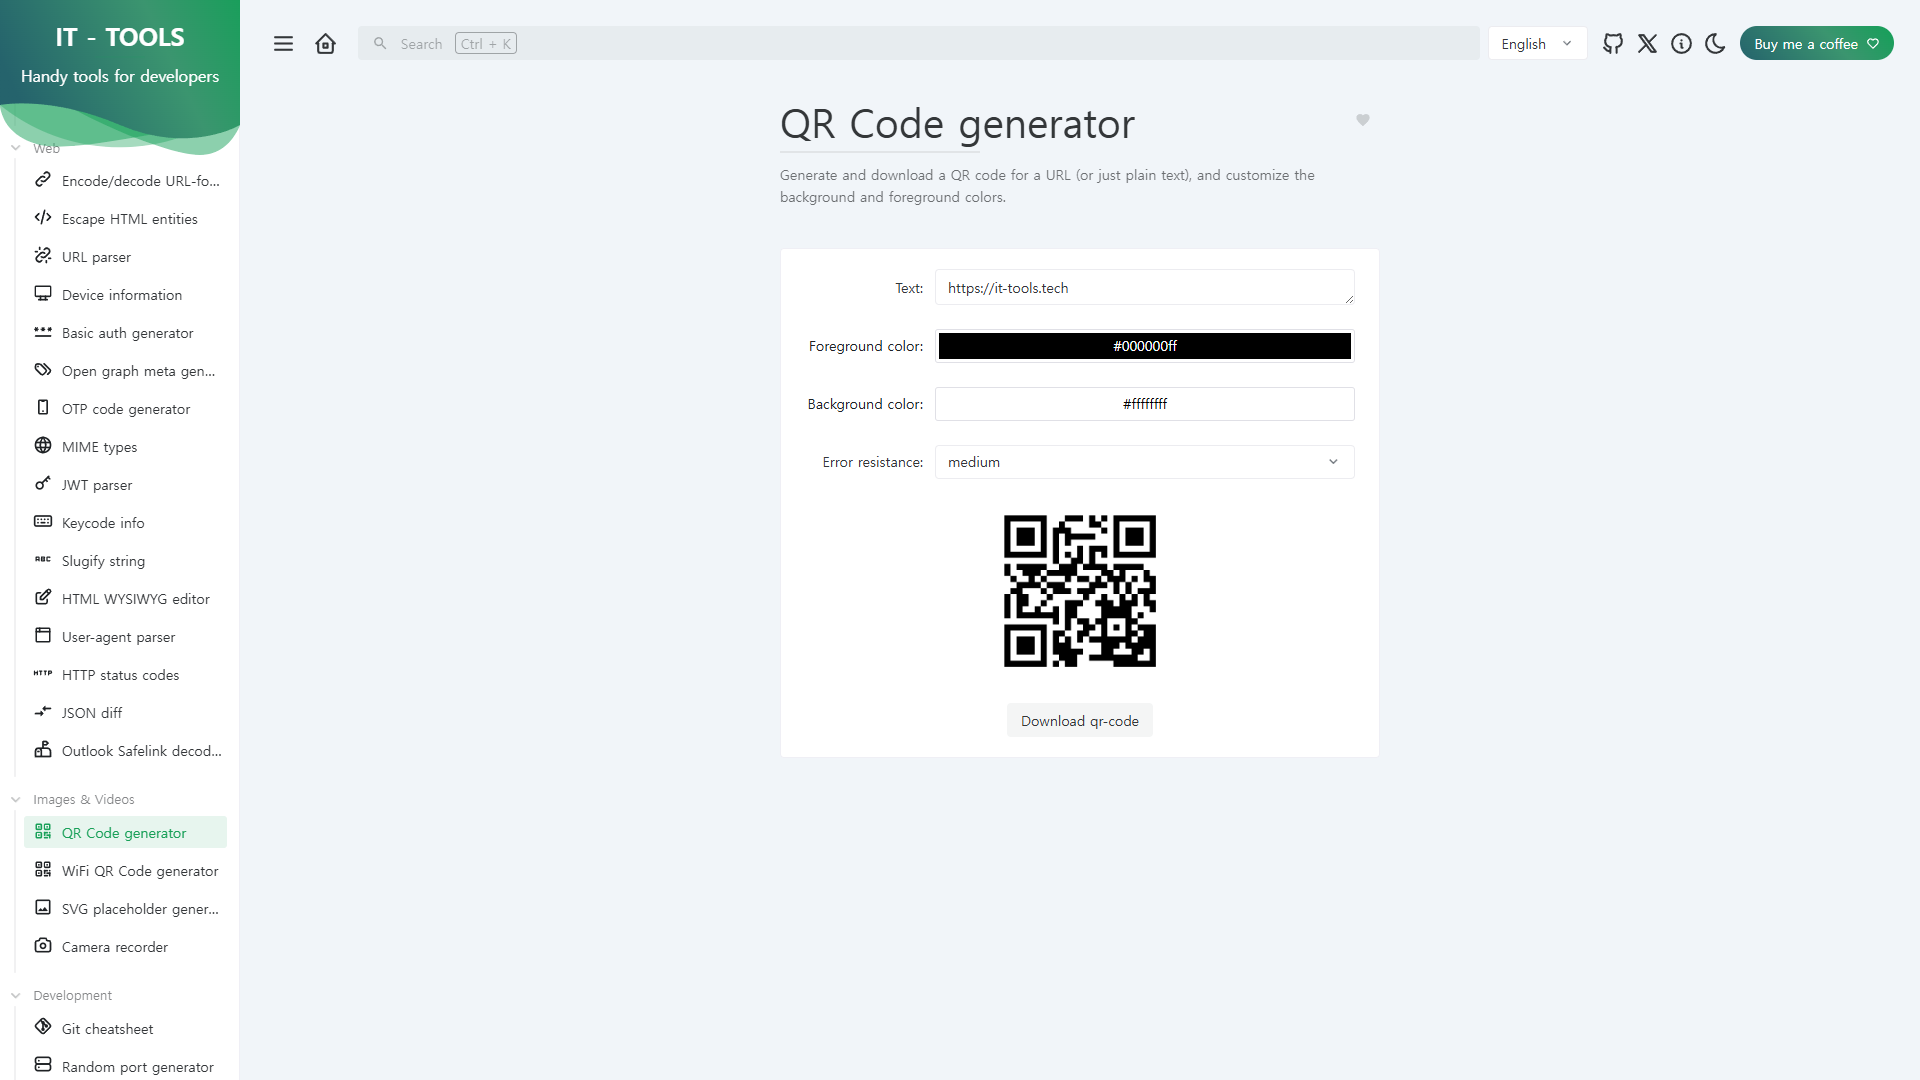 IT - TOOLS
Handy tools for developers
Web
Encode/decode URL-fo...
Escape HTML entities
URL parser
Device information
Basic auth generator
Open graph meta gen...
OTP code generator
MIME types
JWT parser
Keycode info
Slugify string
HTML WYSIWYG editor
User-agent parser
HTTP status codes
JSON diff
Outlook Safelink decod...
Images & Videos
QR Code generator
WiFi QR Code generator
SVG placeholder gener...
Camera recorder
Development
Git cheatsheet
Random port generator
Search Ctrl + K
English
Buy me a coffee
QR Code generator
Generate and download a QR code for a URL (or just plain text), and customize the
background and foreground colors.
Text: https://it-tools.tech
Foreground color: #000000ff
Background color: #ffffffff
Error resistance: medium
Download qr-code